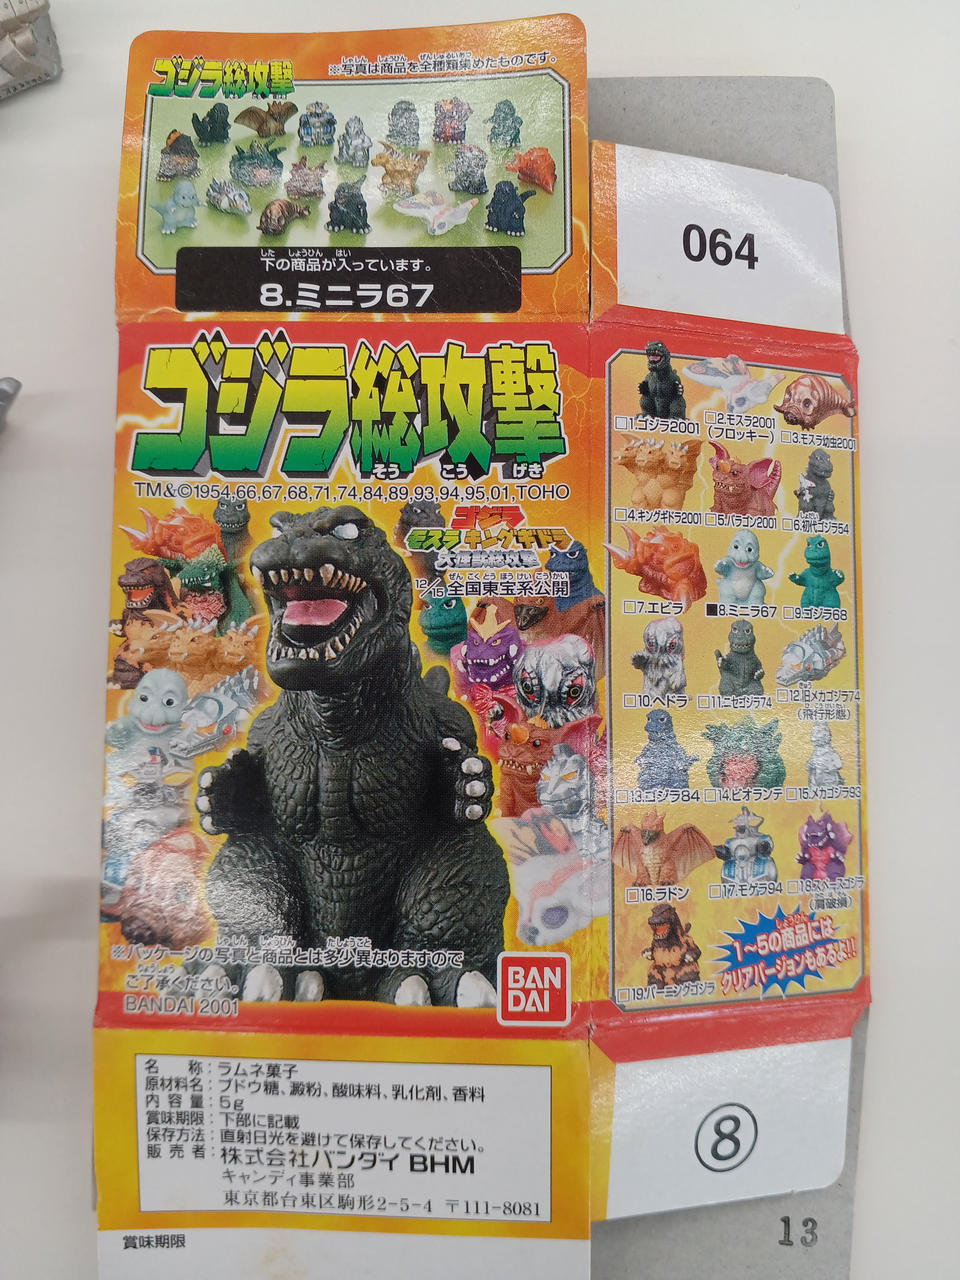 ゴジラ総攻撃
※写真は商品を全種類集めたものです。
下の商品が入っています。
8.ミニラ67
064
ゴジラ総攻撃
そう こう げき
TM&©1954,66,67,68,71,74,84,89,93,94,95,01,TOHO
ゴジラ
モスラ キングギドラ
大怪獣総攻撃
12/15 全国東宝系公開
※パッケージの写真と商品とは多少異なりますので
ご了承ください。
BANDAI 2001
BAN
DAI
□1.ゴジラ2001
□2.モスラ2001
(フロッキー)
□3.モスラ幼虫2001
□4.キングギドラ2001
□5.バラゴン2001
□6.初代ゴジラ54
□7.エビラ
■8.ミニラ67
□9.ゴジラ68
□10.ヘドラ
□11.ニセゴジラ74
□12.旧メカゴジラ74
(飛行形態)
□13.ゴジラ84
□14.ビオランテ
□15.メカゴジラ93
□16.ラドン
□17.モゲラ94
□18.スペースゴジラ
(肩破損)
□19.バーニングゴジラ
1~5の商品には
クリアバージョンもあるよ!!
名 称:ラムネ菓子
原材料名:ブドウ糖、澱粉、酸味料、乳化剤、香料
内 容 量:5g
賞味期限:下部に記載
保存方法:直射日光を避けて保存してください。
販 売 者:株式会社バンダイ BHM
キャンディ事業部
東京都台東区駒形2-5-4 〒111-8081
賞味期限
⑧
13